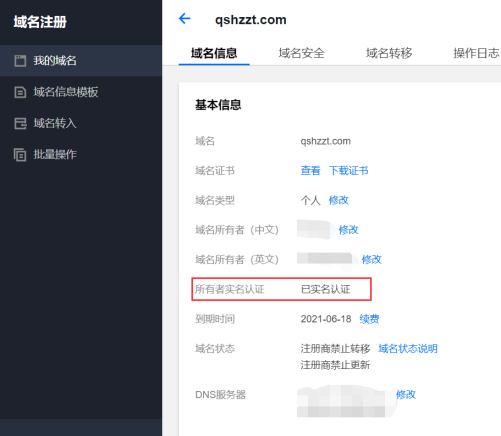 域名注册
我的域名
域名信息模板
域名转入
批量操作
qshzzt.com
域名信息 域名安全 域名转移 操作日志
基本信息
域名 qshzzt.com
域名证书 查看 下载证书
域名类型 个人 修改
域名所有者（中文） 修改
域名所有者（英文） 修改
所有者实名认证 已实名认证
到期时间 2021-06-18 续费
域名状态 注册商禁止转移 域名状态说明
注册商禁止更新
DNS服务器 修改